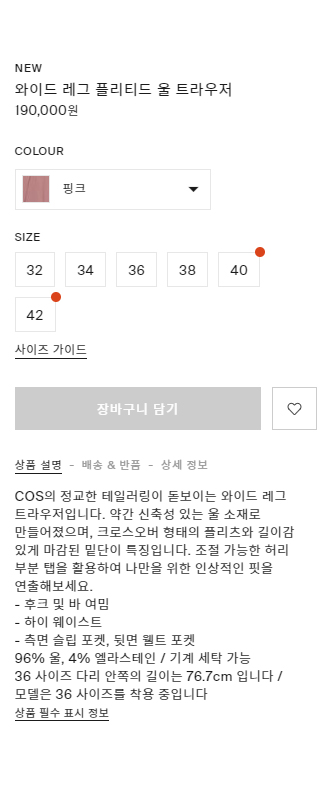 NEW
와이드 레그 플리티드 울 트라우저
190,000원
COLOUR
핑크
SIZE
32 34 36 38 40
42
사이즈 가이드
장바구니 담기
상품 설명 - 배송 & 반품 - 상세 정보
COS의 정교한 테일러링이 돋보이는 와이드 레그
트라우저입니다. 약간 신축성 있는 울 소재로
만들어졌으며, 크로스오버 형태의 플리츠와 길이감
있게 마감된 밑단이 특징입니다. 조절 가능한 허리
부분 탭을 활용하여 나만을 위한 인상적인 핏을
연출해보세요.
- 후크 및 바 여밈
- 하이 웨이스트
- 측면 슬립 포켓, 뒷면 웰트 포켓
96% 울, 4% 엘라스테인 / 기계 세탁 가능
36 사이즈 다리 안쪽의 길이는 76.7cm 입니다 /
모델은 36 사이즈를 착용 중입니다
상품 필수 표시 정보